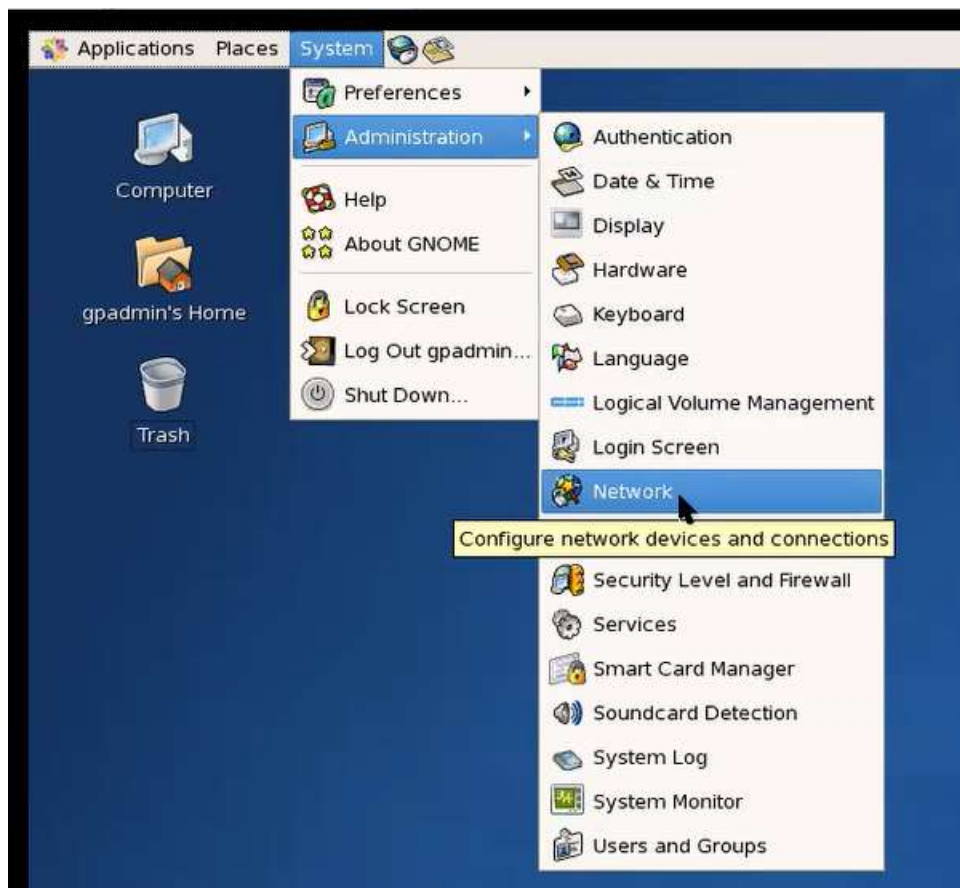 Applications Places System
Preferences
Administration
Help
About GNOME
Lock Screen
Log Out gpadmin...
Shut Down...
Computer
gpadmin's Home
Trash
Authentication
Date & Time
Display
Hardware
Keyboard
Language
Logical Volume Management
Login Screen
Network
Configure network devices and connections
Security Level and Firewall
Services
Smart Card Manager
Soundcard Detection
System Log
System Monitor
Users and Groups